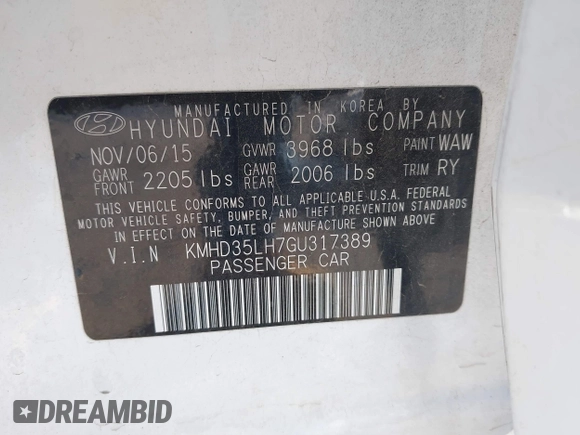 MANUFACTURED IN KOREA BY
HYUNDAI MOTOR COMPANY
NOV/06/15 GVWR 3968 lbs PAINT WAW
GAWR FRONT 2205 lbs GAWR REAR 2006 lbs TRIM RY
THIS VEHICLE CONFORMS TO ALL APPLICABLE U.S.A. FEDERAL
MOTOR VEHICLE SAFETY, BUMPER, AND THEFT PREVENTION STANDARDS
IN EFFECT ON THE DATE OF MANUFACTURE SHOWN ABOVE.
V.I.N KMHD35LH7GU317389
PASSENGER CAR
DREAMBID